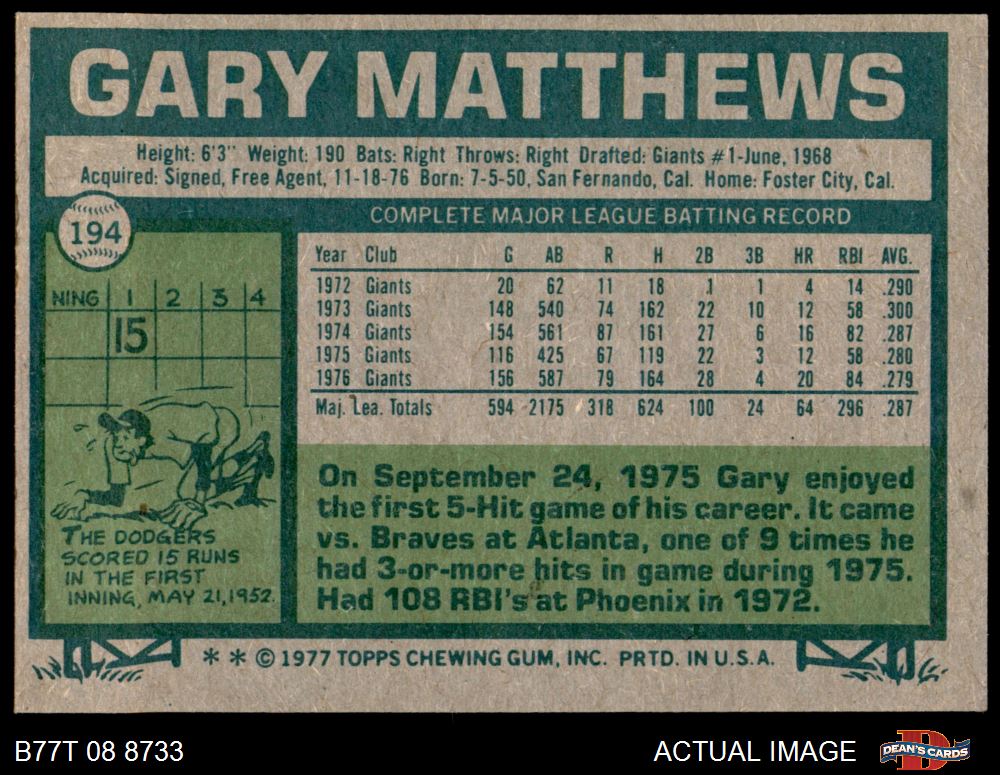 GARY MATTHEWS
Height: 6'3" Weight: 190 Bats: Right Throws: Right Drafted: Giants #1-June, 1968
Acquired: Signed, Free Agent, 11-18-76 Born: 7-5-50, San Fernando, Cal. Home: Foster City, Cal.
194
COMPLETE MAJOR LEAGUE BATTING RECORD
Year Club G AB R H 2B 3B HR RBI AVG.
1972 Giants 20 62 11 18 1 1 4 14 .290
1973 Giants 148 540 74 162 22 10 12 58 .300
1974 Giants 154 561 87 161 27 6 16 82 .287
1975 Giants 116 425 67 119 22 3 12 58 .280
1976 Giants 156 587 79 164 28 4 20 84 .279
Maj. Lea. Totals 594 2175 318 624 100 24 64 296 .287
NING 1 2 3 4
15
THE DODGERS
SCORED 15 RUNS
IN THE FIRST
INNING, MAY 21, 1952.
On September 24, 1975 Gary enjoyed
the first 5-Hit game of his career. It came
vs. Braves at Atlanta, one of 9 times he
had 3-or-more hits in game during 1975.
Had 108 RBI's at Phoenix in 1972.
* * © 1977 TOPPS CHEWING GUM, INC. PRTD. IN U.S.A.
B77T 08 8733
ACTUAL IMAGE
D
DEAN'S CARDS